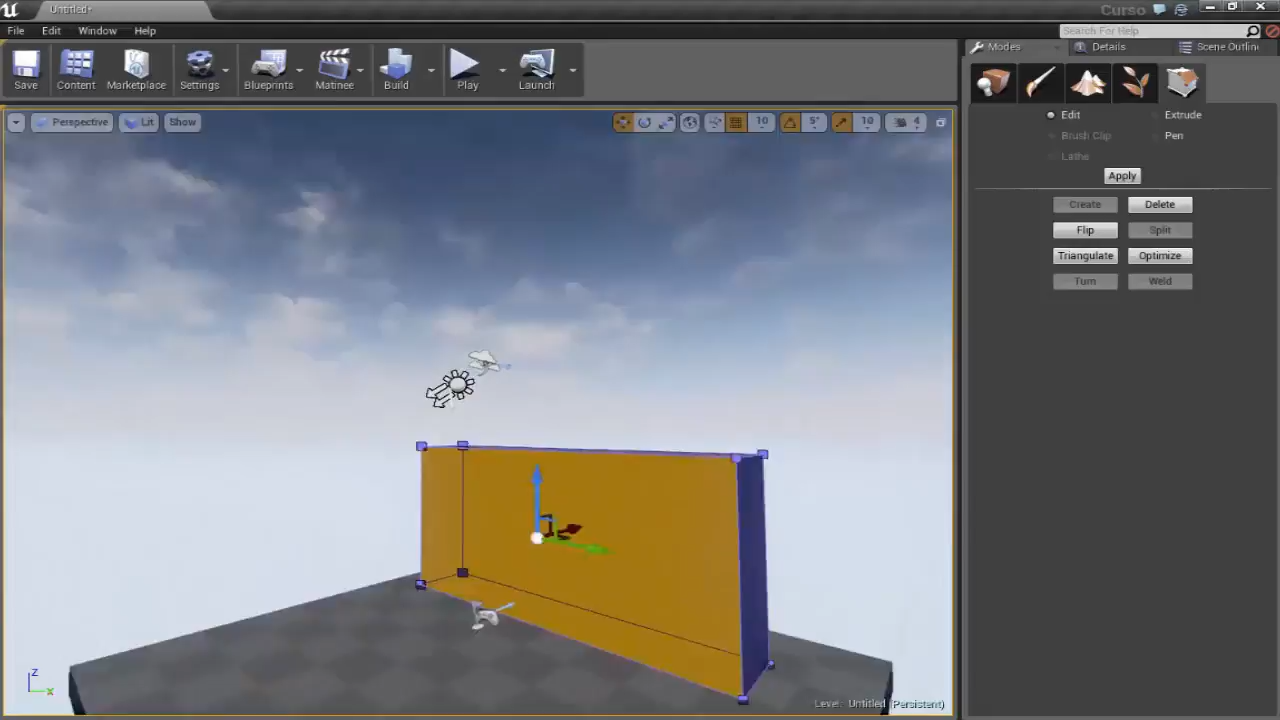 Untitled*
Curso
File Edit Window Help
Search For Help
Save Content Marketplace Settings Blueprints Matinee Build Play Launch
Modes Details Scene Outlin
Perspective Lit Show
10 5° 10 4
Edit Extrude
Brush Clip Pen
Lathe
Apply
Create Delete
Flip Split
Triangulate Optimize
Turn Weld
Z
X
Level: Untitled (Persistent)